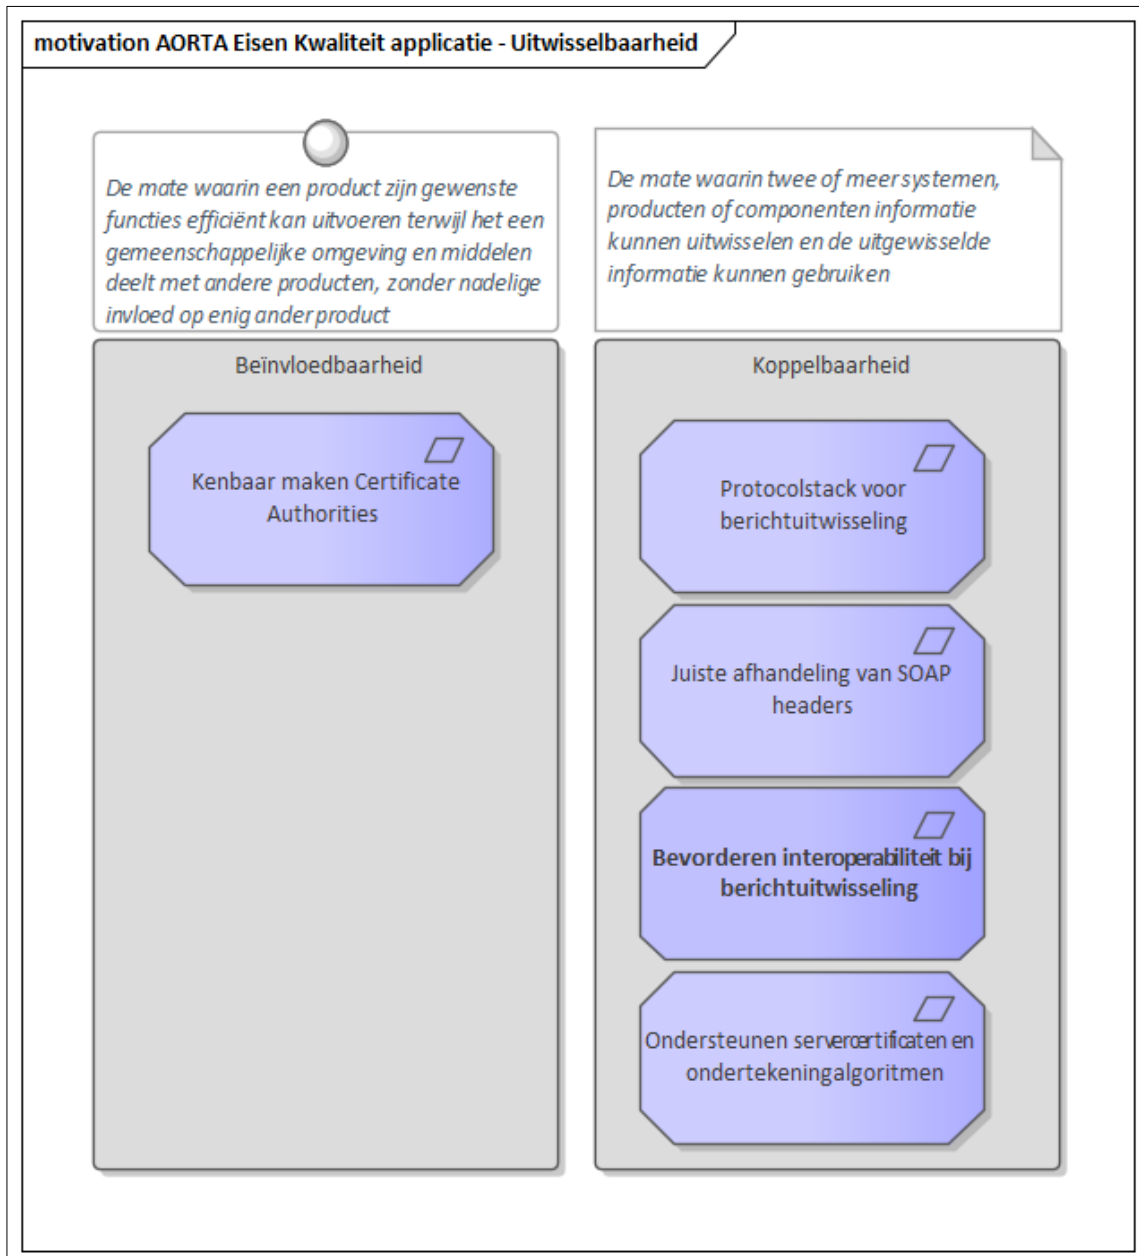 motivation AORTA Eisen Kwaliteit applicatie - Uitwisselbaarheid
De mate waarin een product zijn gewenste
functies efficiënt kan uitvoeren terwijl het een
gemeenschappelijke omgeving en middelen
deelt met andere producten, zonder nadelige
invloed op enig ander product
De mate waarin twee of meer systemen,
producten of componenten informatie
kunnen uitwisselen en de uitgewisselde
informatie kunnen gebruiken
Beïnvloedbaarheid
Kenbaar maken Certificate
Authorities
Koppelbaarheid
Protocolstack voor
berichtuitwisseling
Juiste afhandeling van SOAP
headers
Bevorderen interoperabiliteit bij
berichtuitwisseling
Ondersteunen servercertificaten en
ondertekeningalgoritmen